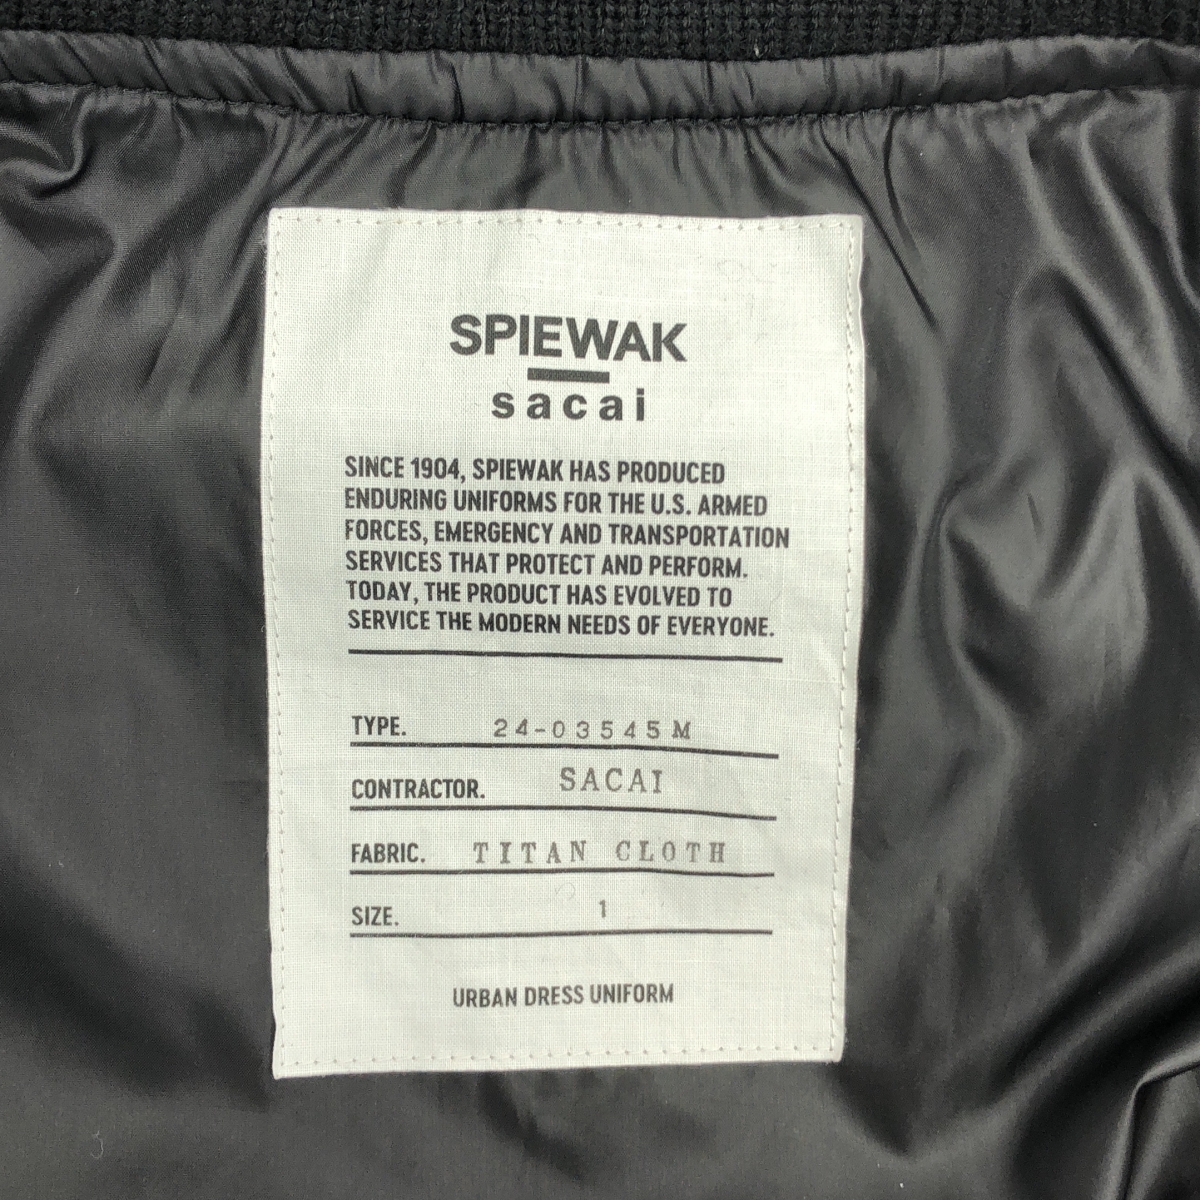 SPIEWAK
sacai
SINCE 1904, SPIEWAK HAS PRODUCED
ENDURING UNIFORMS FOR THE U.S. ARMED
FORCES, EMERGENCY AND TRANSPORTATION
SERVICES THAT PROTECT AND PERFORM.
TODAY, THE PRODUCT HAS EVOLVED TO
SERVICE THE MODERN NEEDS OF EVERYONE.
TYPE. 24-03545M
CONTRACTOR. SACAI
FABRIC. TITAN CLOTH
SIZE. 1
URBAN DRESS UNIFORM